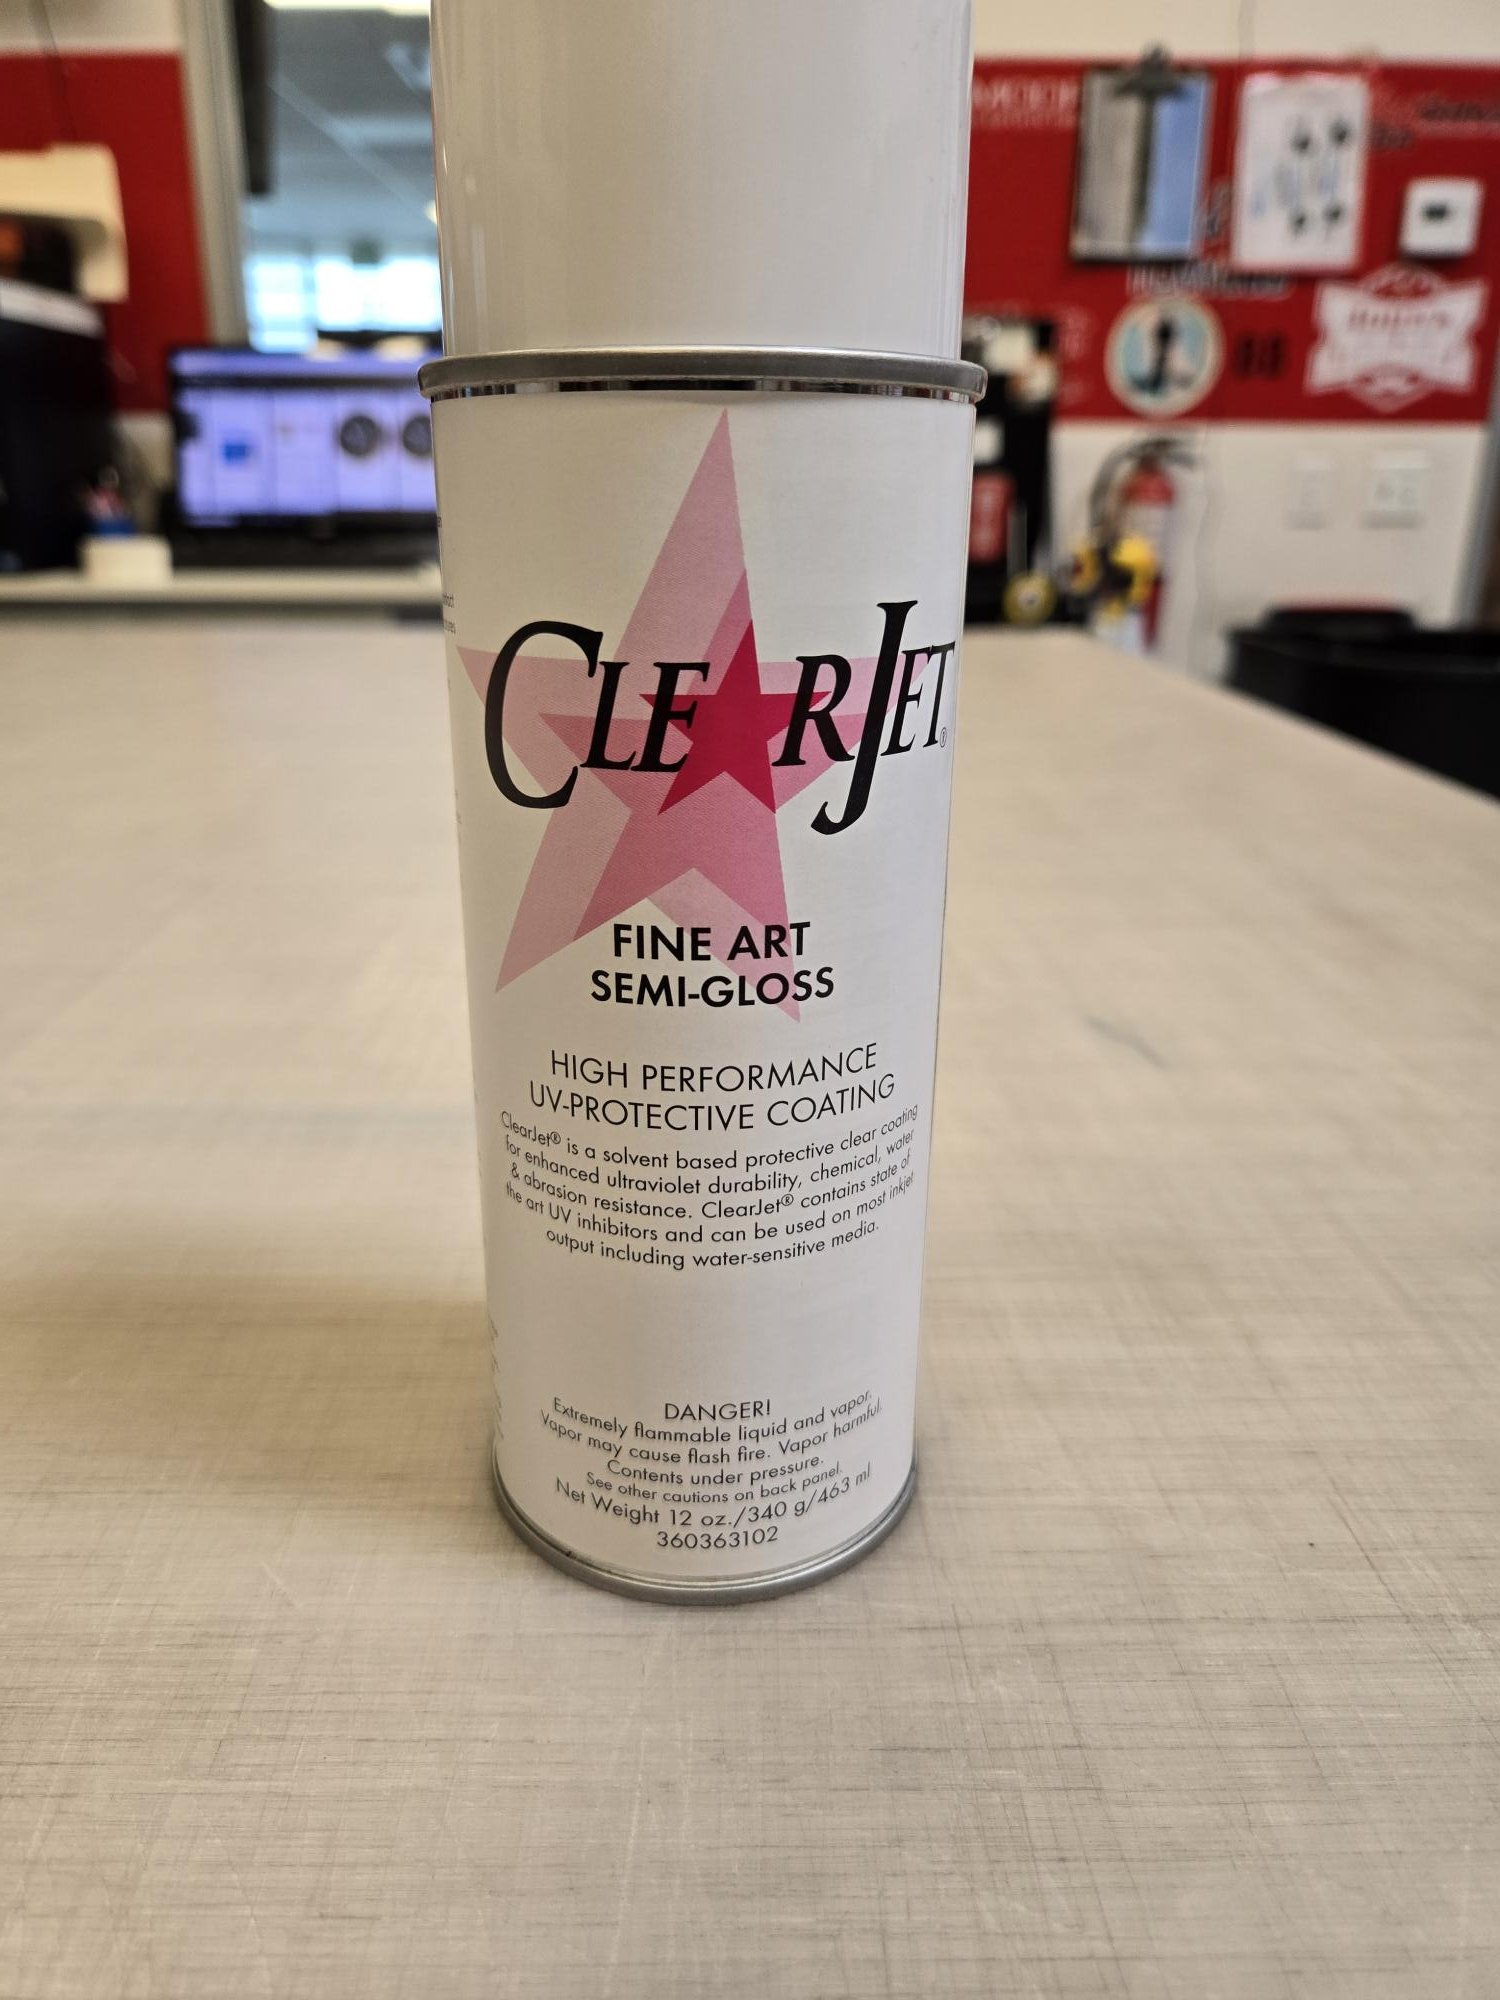 CLEARJET®
FINE ART
SEMI-GLOSS
HIGH PERFORMANCE
UV-PROTECTIVE COATING
ClearJet® is a solvent based protective clear coating
for enhanced ultraviolet durability, chemical, water
& abrasion resistance. ClearJet® contains state of
the art UV inhibitors and can be used on most inkjet
output including water-sensitive media.
DANGER!
Extremely flammable liquid and vapor.
Vapor may cause flash fire. Vapor harmful.
Contents under pressure.
See other cautions on back panel.
Net Weight 12 oz./340 g/463 ml
360363102